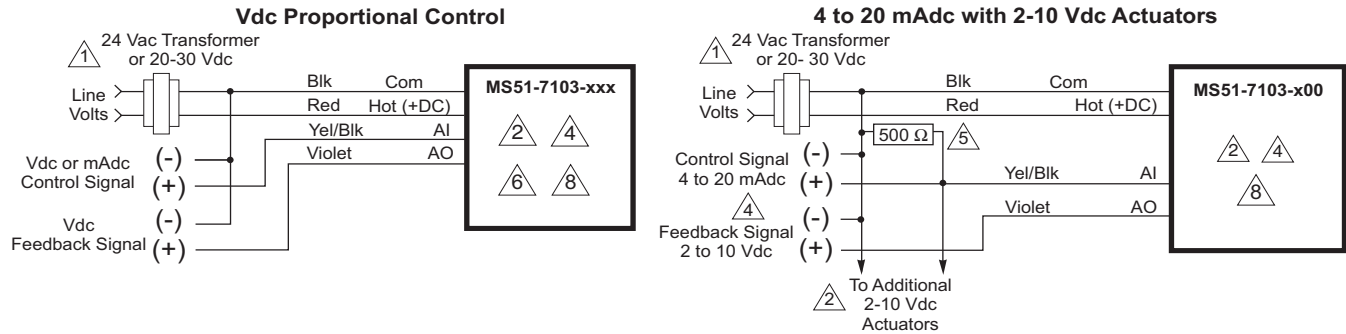 Vdc Proportional Control
1
24 Vac Transformer
or 20-30 Vdc
Line
Volts
Blk Com
Red Hot (+DC)
Yel/Blk AI
Violet AO
MS51-7103-xxx
2 4
6 8
Vdc or mAdc
Control Signal
(-)
(+)
Vdc
Feedback Signal
(-)
(+)
4 to 20 mAdc with 2-10 Vdc Actuators
1
24 Vac Transformer
or 20- 30 Vdc
Line
Volts
Blk Com
Red Hot (+DC)
500 Ω
5
MS51-7103-x00
2 4
8
Control Signal
4 to 20 mAdc
(-)
(+)
Yel/Blk AI
4
Feedback Signal
2 to 10 Vdc
(-)
(+)
Violet AO
2
To Additional
2-10 Vdc
Actuators